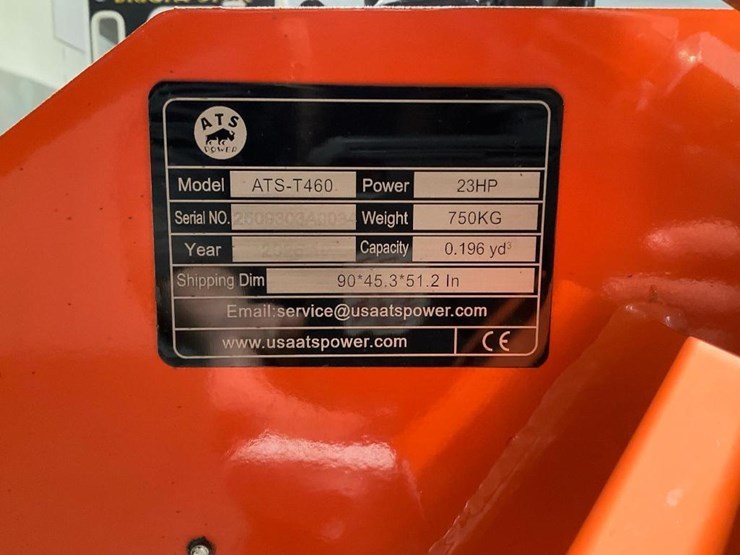 ATS
POWER
Model ATS-T460 Power 23HP
Serial NO. Weight 750KG
Year Capacity 0.196 yd³
Shipping Dim 90*45.3*51.2 In
Email:service@usaatspower.com
www.usaatspower.com CE